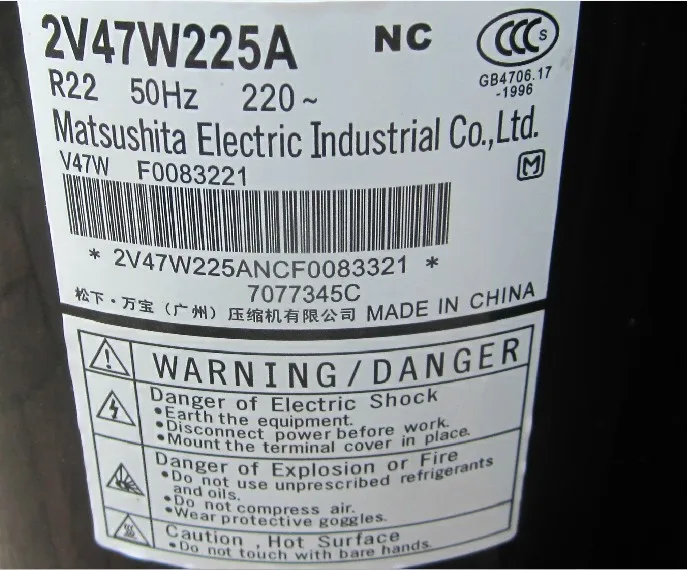 2V47W225A NC CCC S
R22 50Hz 220~ GB4706.17
-1996
Matsushita Electric Industrial Co.,Ltd.
V47W F0083221 M
* 2V47W225ANCF0083321 *
7077345C
松下·万宝（广州）压缩机有限公司 MADE IN CHINA
WARNING/DANGER
Danger of Electric Shock
•Earth the equipment.
•Disconnect power before work.
•Mount the terminal cover in place.
Danger of Explosion or Fire
•Do not use unprescribed refrigerants
and oils.
•Do not compress air.
•Wear protective goggles.
Caution , Hot Surface
•Do not touch with bare hands.